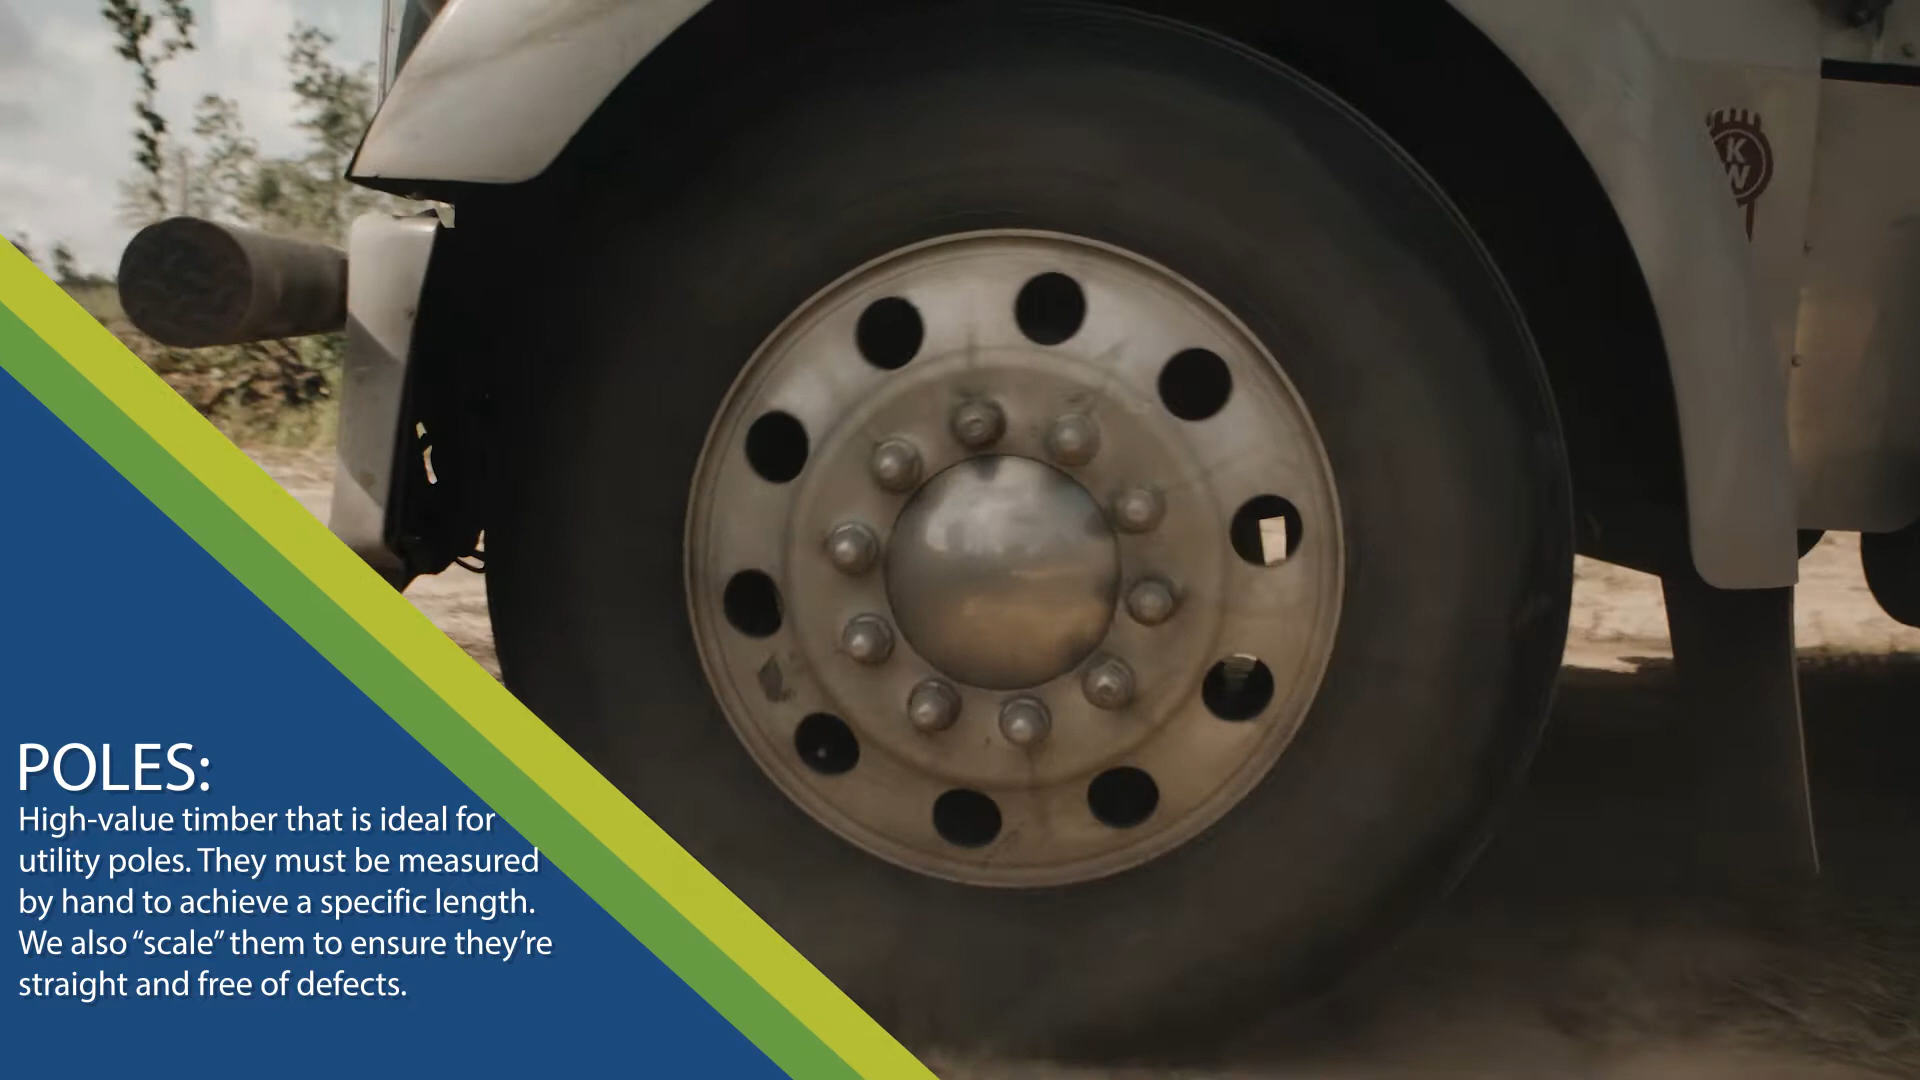 KW
POLES:
High-value timber that is ideal for
utility poles. They must be measured
by hand to achieve a specific length.
We also “scale” them to ensure they’re
straight and free of defects.